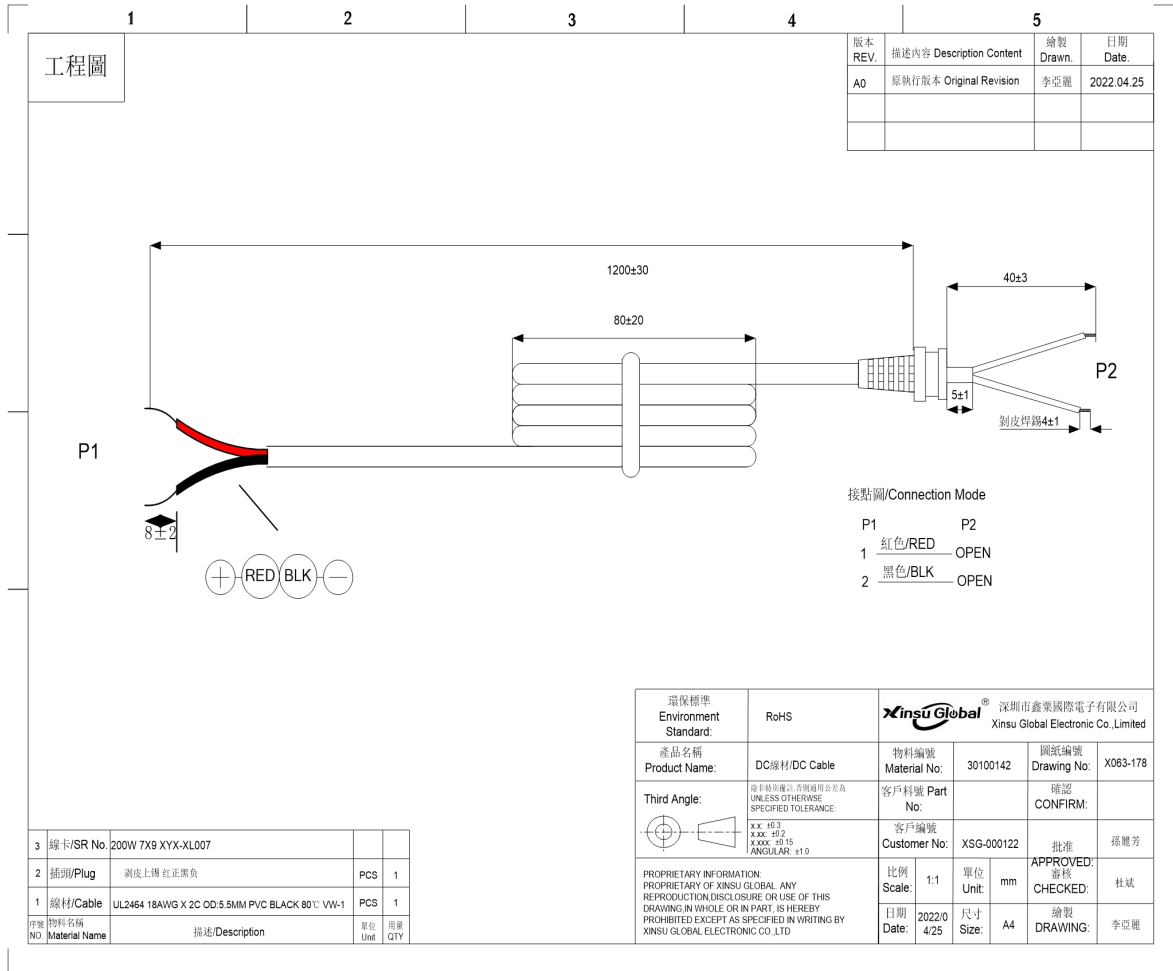 1 2 3 4 5
工程圖
版本 描述內容 Description Content 繪製 日期
REV. Drawn. Date.
A0 原執行版本 Original Revision 李亞麗 2022.04.25
1200±30
40±3
80±20
P2
5±1
剝皮焊錫4±1
P1
8±2
+ RED BLK −
接點圖/Connection Mode
P1 P2
1 紅色/RED OPEN
2 黑色/BLK OPEN
環保標準
Environment
Standard:
RoHS
Xinsu Global®
深圳市鑫粟國際電子有限公司
Xinsu Global Electronic Co.,Limited
產品名稱
Product Name:
DC線材/DC Cable
物料編號
Material No:
30100142
圖紙編號
Drawing No:
X063-178
Third Angle:
除非特別備註,否則適用公差為
UNLESS OTHERWSE
SPECIFIED TOLERANCE:
X.X: ±0.3
X.XX: ±0.2
X.XXX: ±0.15
ANGULAR: ±1.0
客戶料號 Part
No:
確認
CONFIRM:
客戶編號
Customer No:
XSG-000122
批准
APPROVED:
孫麗芳
PROPRIETARY INFORMATION:
PROPRIETARY OF XINSU GLOBAL. ANY
REPRODUCTION,DISCLOSURE OR USE OF THIS
DRAWING,IN WHOLE OR IN PART, IS HEREBY
PROHIBITED EXCEPT AS SPECIFIED IN WRITING BY
XINSU GLOBAL ELECTRONIC CO.,LTD
比例
Scale:
1:1
單位
Unit:
mm
審核
CHECKED:
杜斌
日期
Date:
2022/0
4/25
尺寸
Size:
A4
繪製
DRAWING:
李亞麗
3 線卡/SR No. 200W 7X9 XYX-XL007
2 插頭/Plug 剥皮上锡 红正黑负 PCS 1
1 線材/Cable UL2464 18AWG X 2C OD:5.5MM PVC BLACK 80℃ VW-1 PCS 1
序號 物料名稱 描述/Description 單位 用量
NO. Material Name Unit QTY